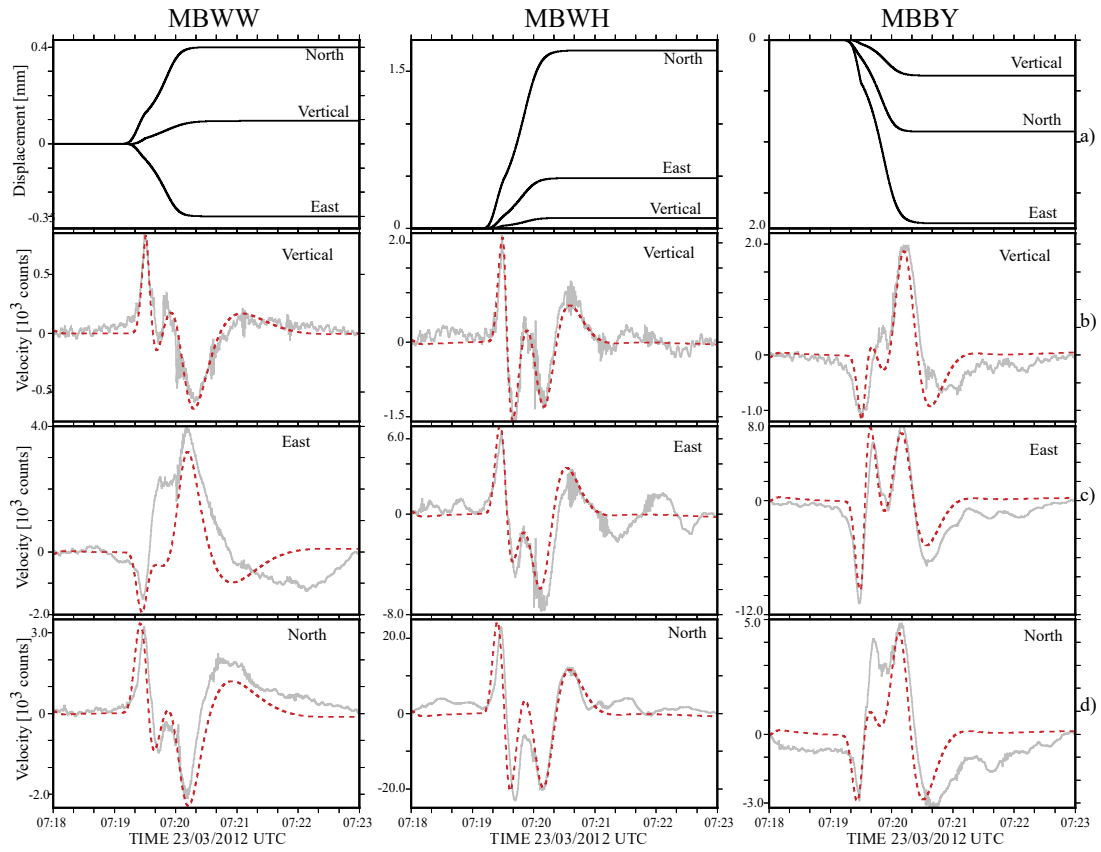 MBWW MBWH MBBY
Displacement [mm]
0.4
0
-0.3
North
Vertical
East
1.5
0
North
East
Vertical
0
2.0
Vertical
North
East
a)
Velocity [10³ counts]
0.5
0
-0.5
Vertical
2.0
0
-1.5
Vertical
2.0
0
-1.0
Vertical
b)
Velocity [10³ counts]
4.0
0
-2.0
East
6.0
0
-8.0
East
8.0
0
-12.0
East
c)
Velocity [10³ counts]
3.0
0
-2.0
North
20.0
0
-20.0
North
5.0
0
-3.0
North
d)
07:18 07:19 07:20 07:21 07:22 07:23 07:18 07:19 07:20 07:21 07:22 07:23 07:18 07:19 07:20 07:21 07:22 07:23
TIME 23/03/2012 UTC TIME 23/03/2012 UTC TIME 23/03/2012 UTC